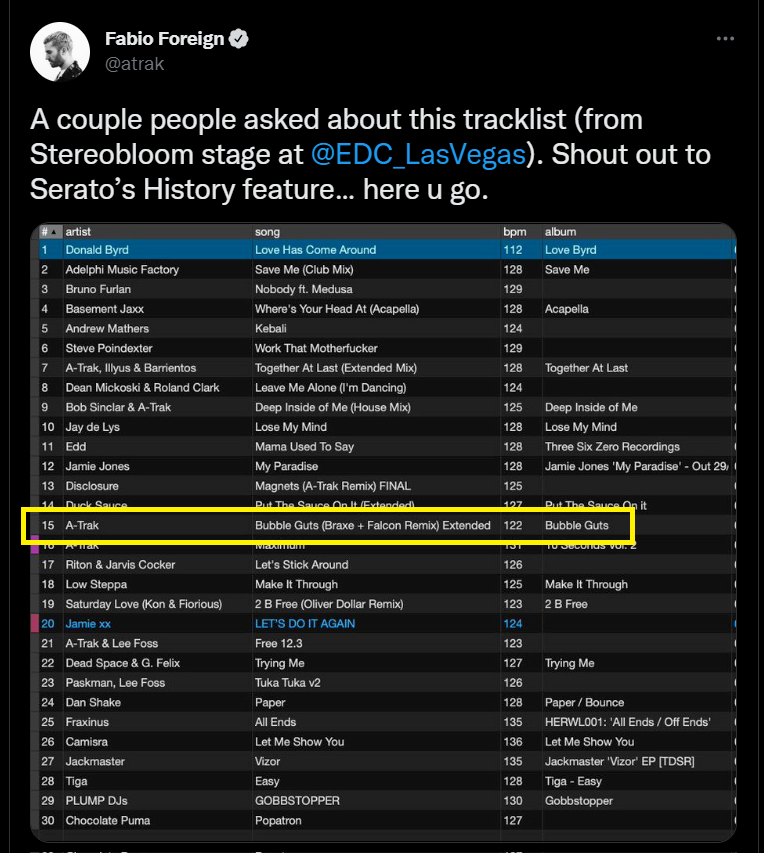 Fabio Foreign
@atrak
A couple people asked about this tracklist (from
Stereobloom stage at @EDC_LasVegas). Shout out to
Serato’s History feature... here u go.
# artist song bpm album
1 Donald Byrd Love Has Come Around 112 Love Byrd
2 Adelphi Music Factory Save Me (Club Mix) 128 Save Me
3 Bruno Furlan Nobody ft. Medusa 129
4 Basement Jaxx Where's Your Head At (Acapella) 128 Acapella
5 Andrew Mathers Kebali 124
6 Steve Poindexter Work That Motherfucker 129
7 A-Trak, Illyus & Barrientos Together At (Extended Mix) 128 Together At Last
8 Dean Mickoski & Roland Clark Leave Me Alone (I'm Dancing) 124
9 Bob Sinclar & A-Trak Deep Inside of Me (House Mix) 125 Deep Inside of Me
10 Jay de Lys Lose My Mind 128 Lose My Mind
11 Edd Mama Used To Say 128 Three Six Zero Recordings
12 Jamie Jones My Paradise 128 Jamie Jones 'My Paradise' - Out 29/
13 Disclosure Magnets (A-Trak Remix) FINAL 125
14 Duck Sauce Put The Sauce On It (Extended) 127 Put The Sauce On it
15 A-Trak Bubble Guts (Braxe + Falcon Remix) Extended 122 Bubble Guts
16 A-Trak Maximum 131 10 Seconds Vol. 2
17 Riton & Jarvis Cocker Let's Stick Around 126
18 Low Steppa Make It Through 125 Make It Through
19 Saturday Love (Kon & Fiorious) 2 B Free (Oliver Dollar Remix) 123 2 B Free
20 Jamie xx LET'S DO IT AGAIN 124
21 A-Trak & Lee Foss Free 12.3 123
22 Dead Space & G. Felix Trying Me 127 Trying Me
23 Paskman, Lee Foss Tuka Tuka v2 126
24 Dan Shake Paper 128 Paper / Bounce
25 Fraxinus All Ends 135 HERWL001: 'All Ends / Off Ends'
26 Camisra Let Me Show You 136 Let Me Show You
27 Jackmaster Vizor 135 Jackmaster 'Vizor' EP [TDSR]
28 Tiga Easy 128 Tiga - Easy
29 PLUMP DJs GOBBSTOPPER 130 Gobbstopper
30 Chocolate Puma Popatron 127